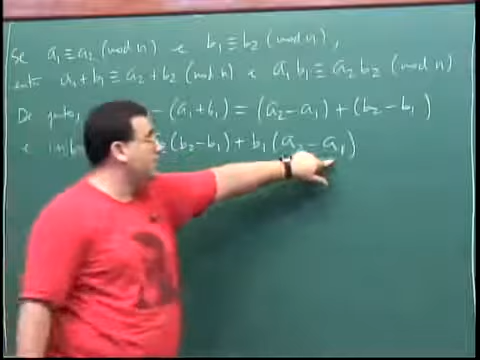 Se a₁ ≡ a₂ (mod n) e b₁ ≡ b₂ (mod n),
então a₁+b₁ ≡ a₂+b₂ (mod n) e a₁b₁ ≡ a₂b₂ (mod n)
De fato, -(a₁+b₁) = (a₂-a₁)+(b₂-b₁)
e (b₂-b₁)+b₁(a₂-a₁)